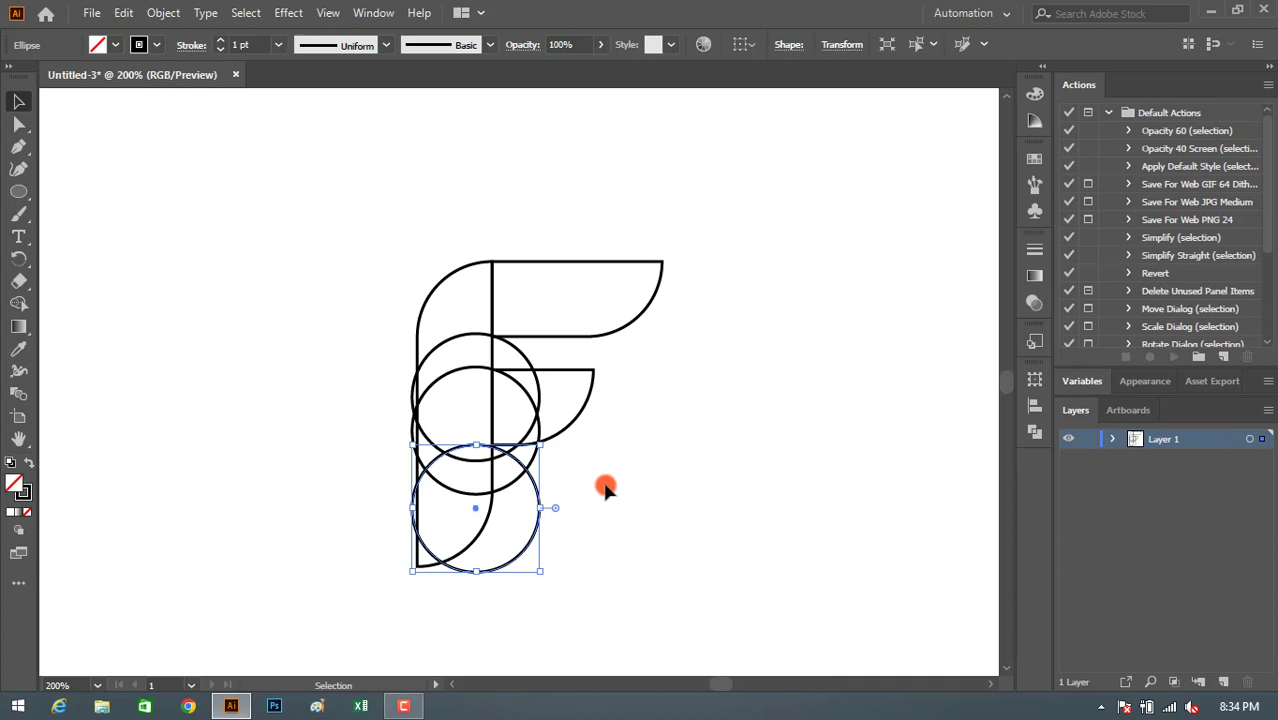 Ai File Edit Object Type Select Effect View Window Help Automation Search Adobe Stock
Ellipse Stroke: 1 pt Uniform Basic Opacity: 100% Style: Shape: Transform
Untitled-3* @ 200% (RGB/Preview) ×
Actions
Default Actions
Opacity 60 (selection)
Opacity 40 Screen (selecti...
Apply Default Style (select...
Save For Web GIF 64 Dith...
Save For Web JPG Medium
Save For Web PNG 24
Simplify (selection)
Simplify Straight (selection)
Revert
Delete Unused Panel Items
Move Dialog (selection)
Scale Dialog (selection)
Rotate Dialog (selection)
Variables Appearance Asset Export
Layers Artboards
Layer 1
1 Layer
200% 1 Selection
Ai Ps 8:34 PM